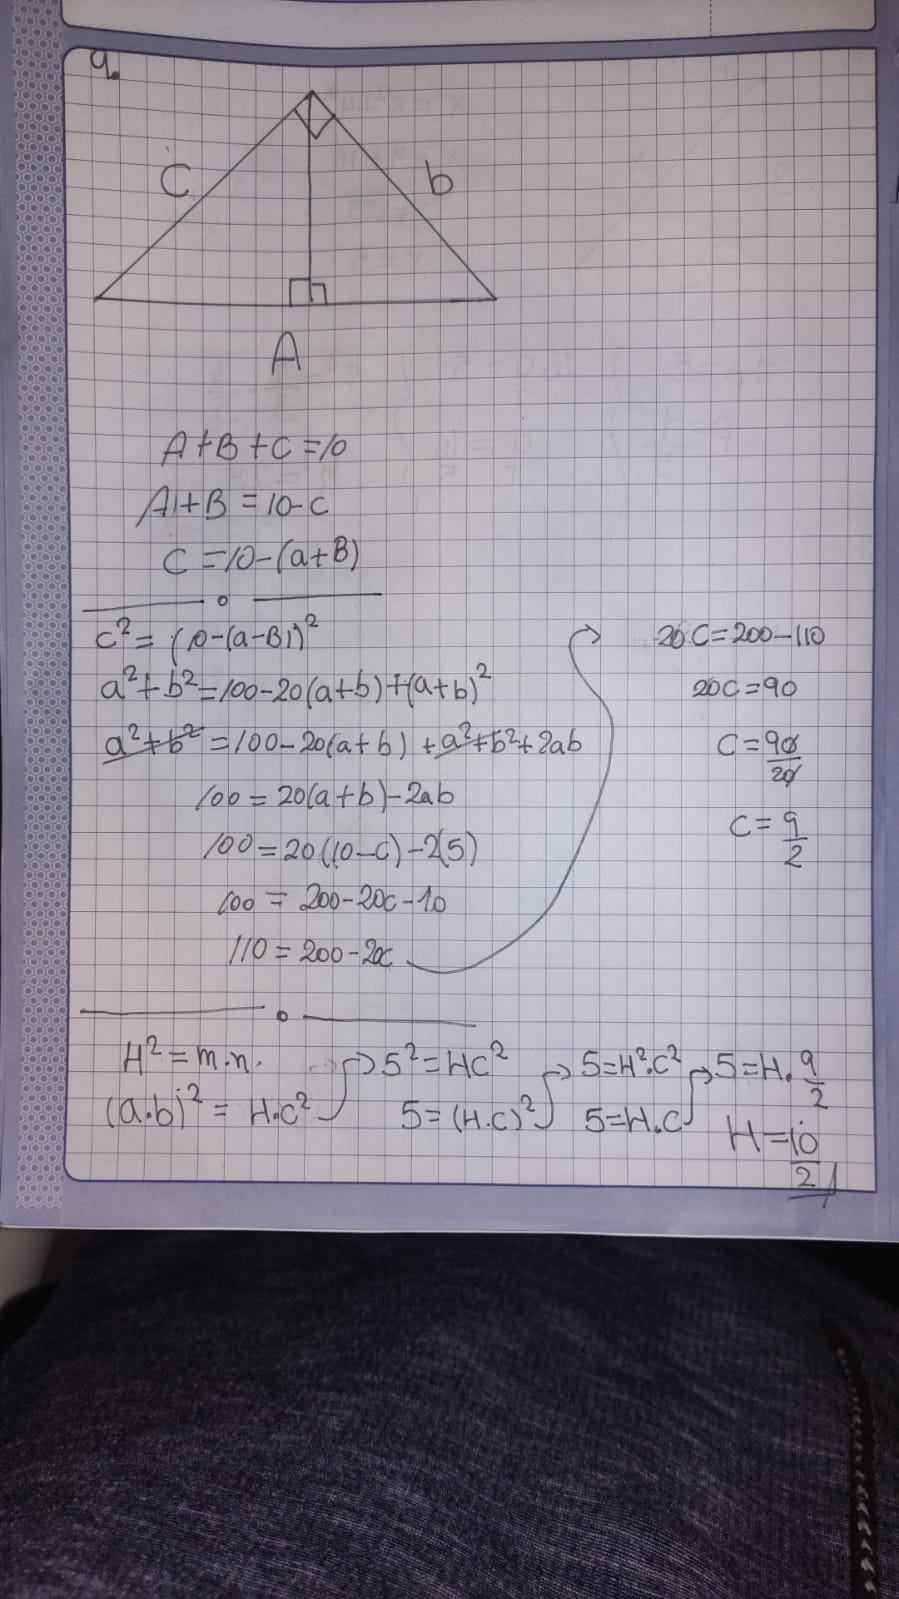 9.
C
b
A
A+B+C=10
A+B=10-C
C=10-(a+B)
c²=(10-(a-B))²
a²+b²=100-20(a+b)+(a+b)²
a²+b²=100-20(a+b)+a²+b²+2ab
100=20(a+b)-2ab
100=20(10-c)-2(5)
100=200-20c-10
110=200-20c
20C=200-110
20C=90
C=90/20
C=9/2
H²=m.n.
(a.b)²=H.c²
5²=HC²
5=(H.C)²
5=H².C²
5=H.C
5=H.9/2
H=10/2